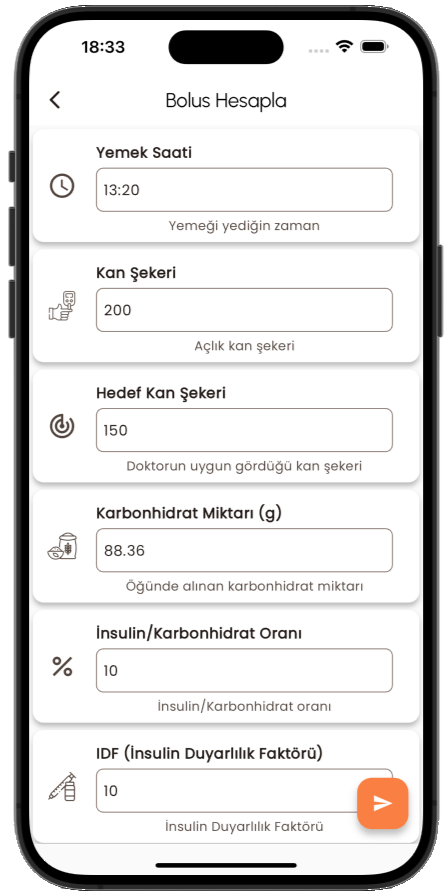 18:33
Bolus Hesapla
Yemek Saati
13:20
Yemeği yediğin zaman
Kan Şekeri
200
Açlık kan şekeri
Hedef Kan Şekeri
150
Doktorun uygun gördüğü kan şekeri
Karbonhidrat Miktarı (g)
88.36
Öğünde alınan karbonhidrat miktarı
İnsulin/Karbonhidrat Oranı
10
İnsulin/Karbonhidrat oranı
IDF (İnsulin Duyarlılık Faktörü)
10
İnsulin Duyarlılık Faktörü